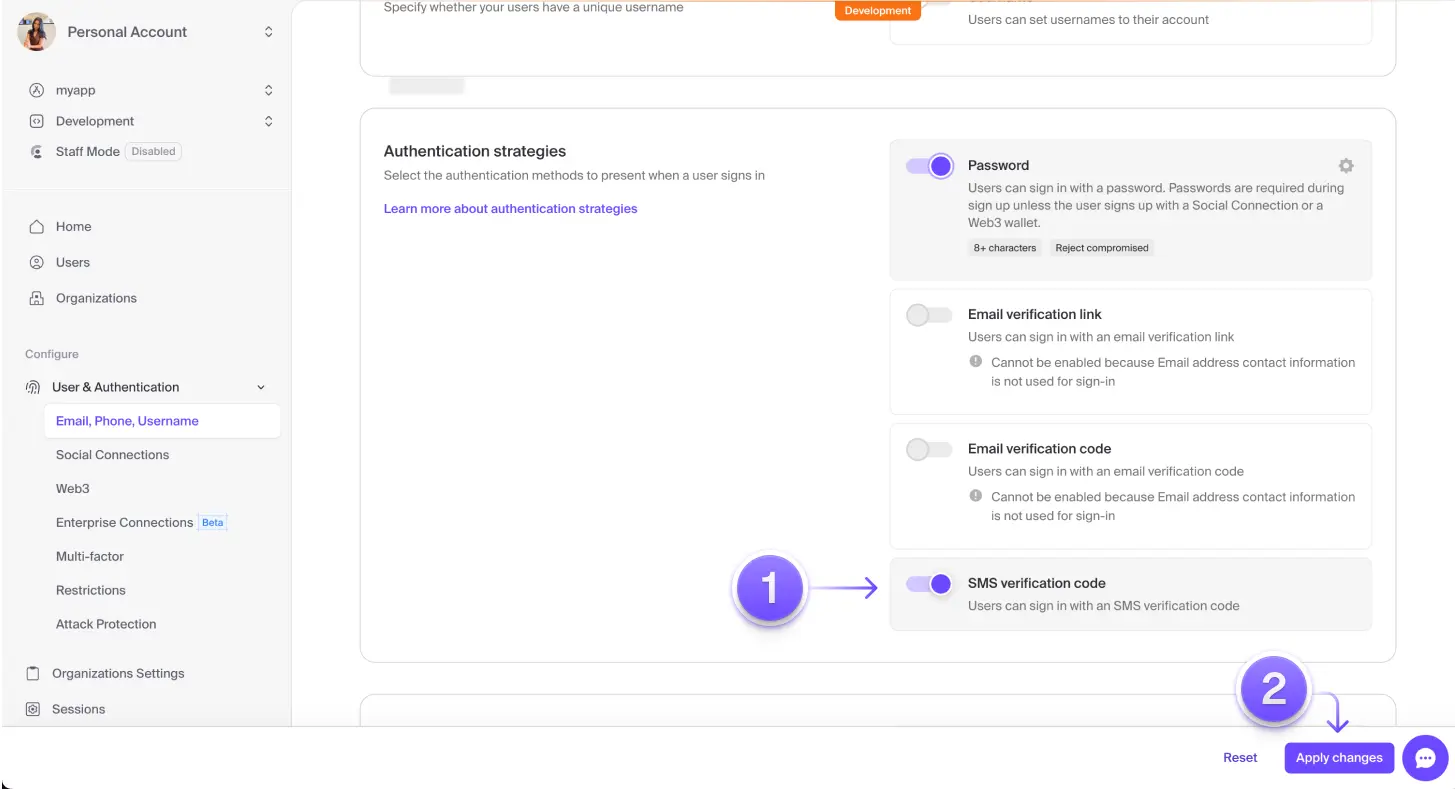 Personal Account
myapp
Development
Staff Mode Disabled
Home
Users
Organizations
Configure
User & Authentication
Email, Phone, Username
Social Connections
Web3
Enterprise Connections Beta
Multi-factor
Restrictions
Attack Protection
Organizations Settings
Sessions
Specify whether your users have a unique username
Development
Users can set usernames to their account
Authentication strategies
Select the authentication methods to present when a user signs in
Learn more about authentication strategies
Password
Users can sign in with a password. Passwords are required during
sign up unless the user signs up with a Social Connection or a
Web3 wallet.
8+ characters Reject compromised
Email verification link
Users can sign in with an email verification link
Cannot be enabled because Email address contact information
is not used for sign-in
Email verification code
Users can sign in with an email verification code
Cannot be enabled because Email address contact information
is not used for sign-in
1
SMS verification code
Users can sign in with an SMS verification code
2
Reset
Apply changes